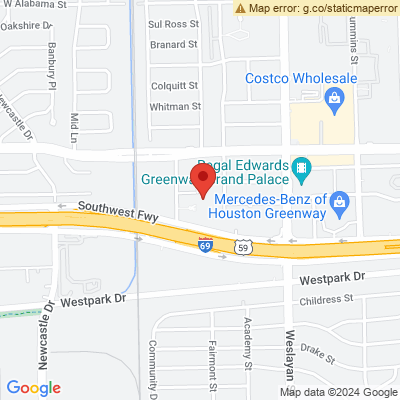 W Alabama St
Map error: g.co/staticmaperror
Oakshire Dr
Sul Ross St
Branard St
Banbury Pl
Cummins St
Costco Wholesale
Colquitt St
Mid Ln
Newcastle Dr
Whitman St
Regal Edwards
Greenway Grand Palace
Mercedes-Benz of
Houston Greenway
Southwest Fwy
69
59
Westpark Dr
Westpark Dr
Childress St
Newcastle Dr
Weslayan
Academy St
Drake St
Community D
Fairmont St
Google
Map data ©2024 Google